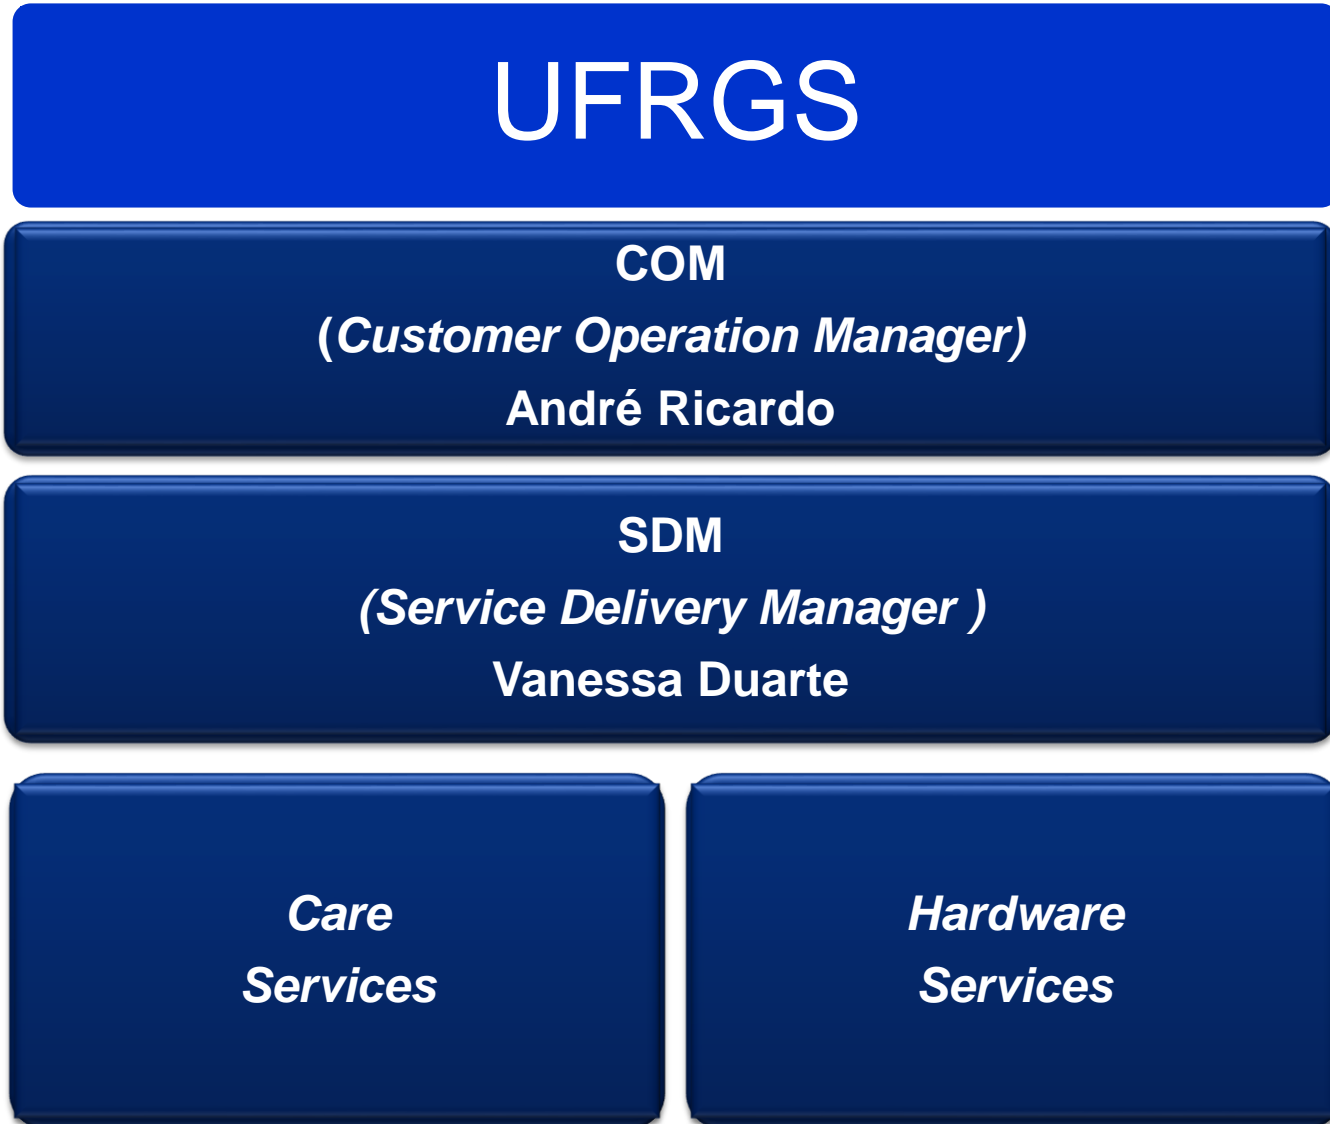 UFRGS
COM
(Customer Operation Manager)
André Ricardo
SDM
(Service Delivery Manager )
Vanessa Duarte
Care
Services
Hardware
Services